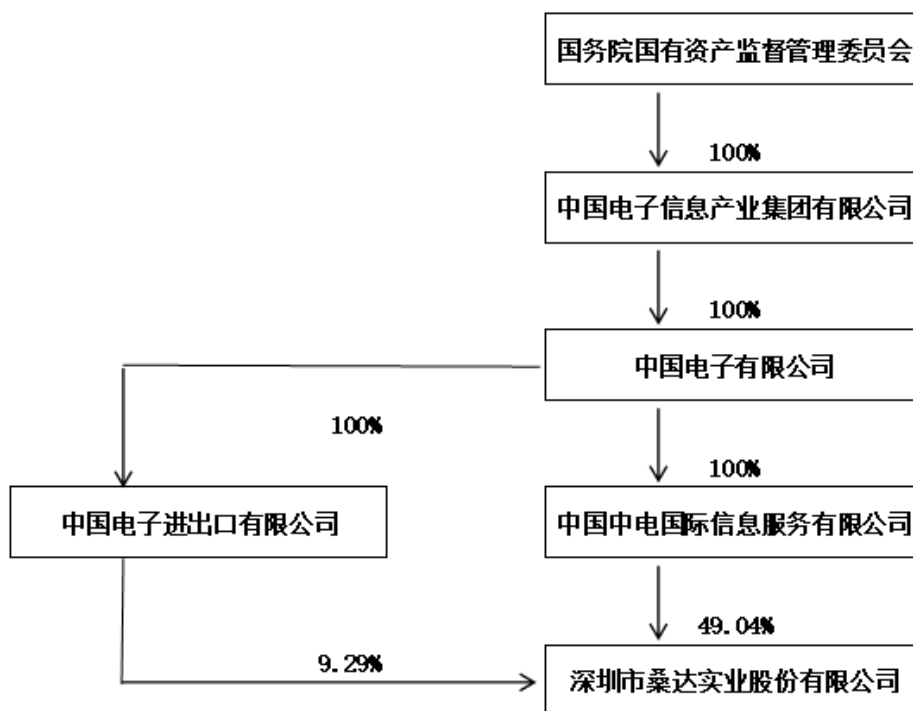 国务院国有资产监督管理委员会
100%
中国电子信息产业集团有限公司
100%
中国电子有限公司
100%
100%
中国电子进出口有限公司
中国中电国际信息服务有限公司
49.04%
9.29%
深圳市桑达实业股份有限公司